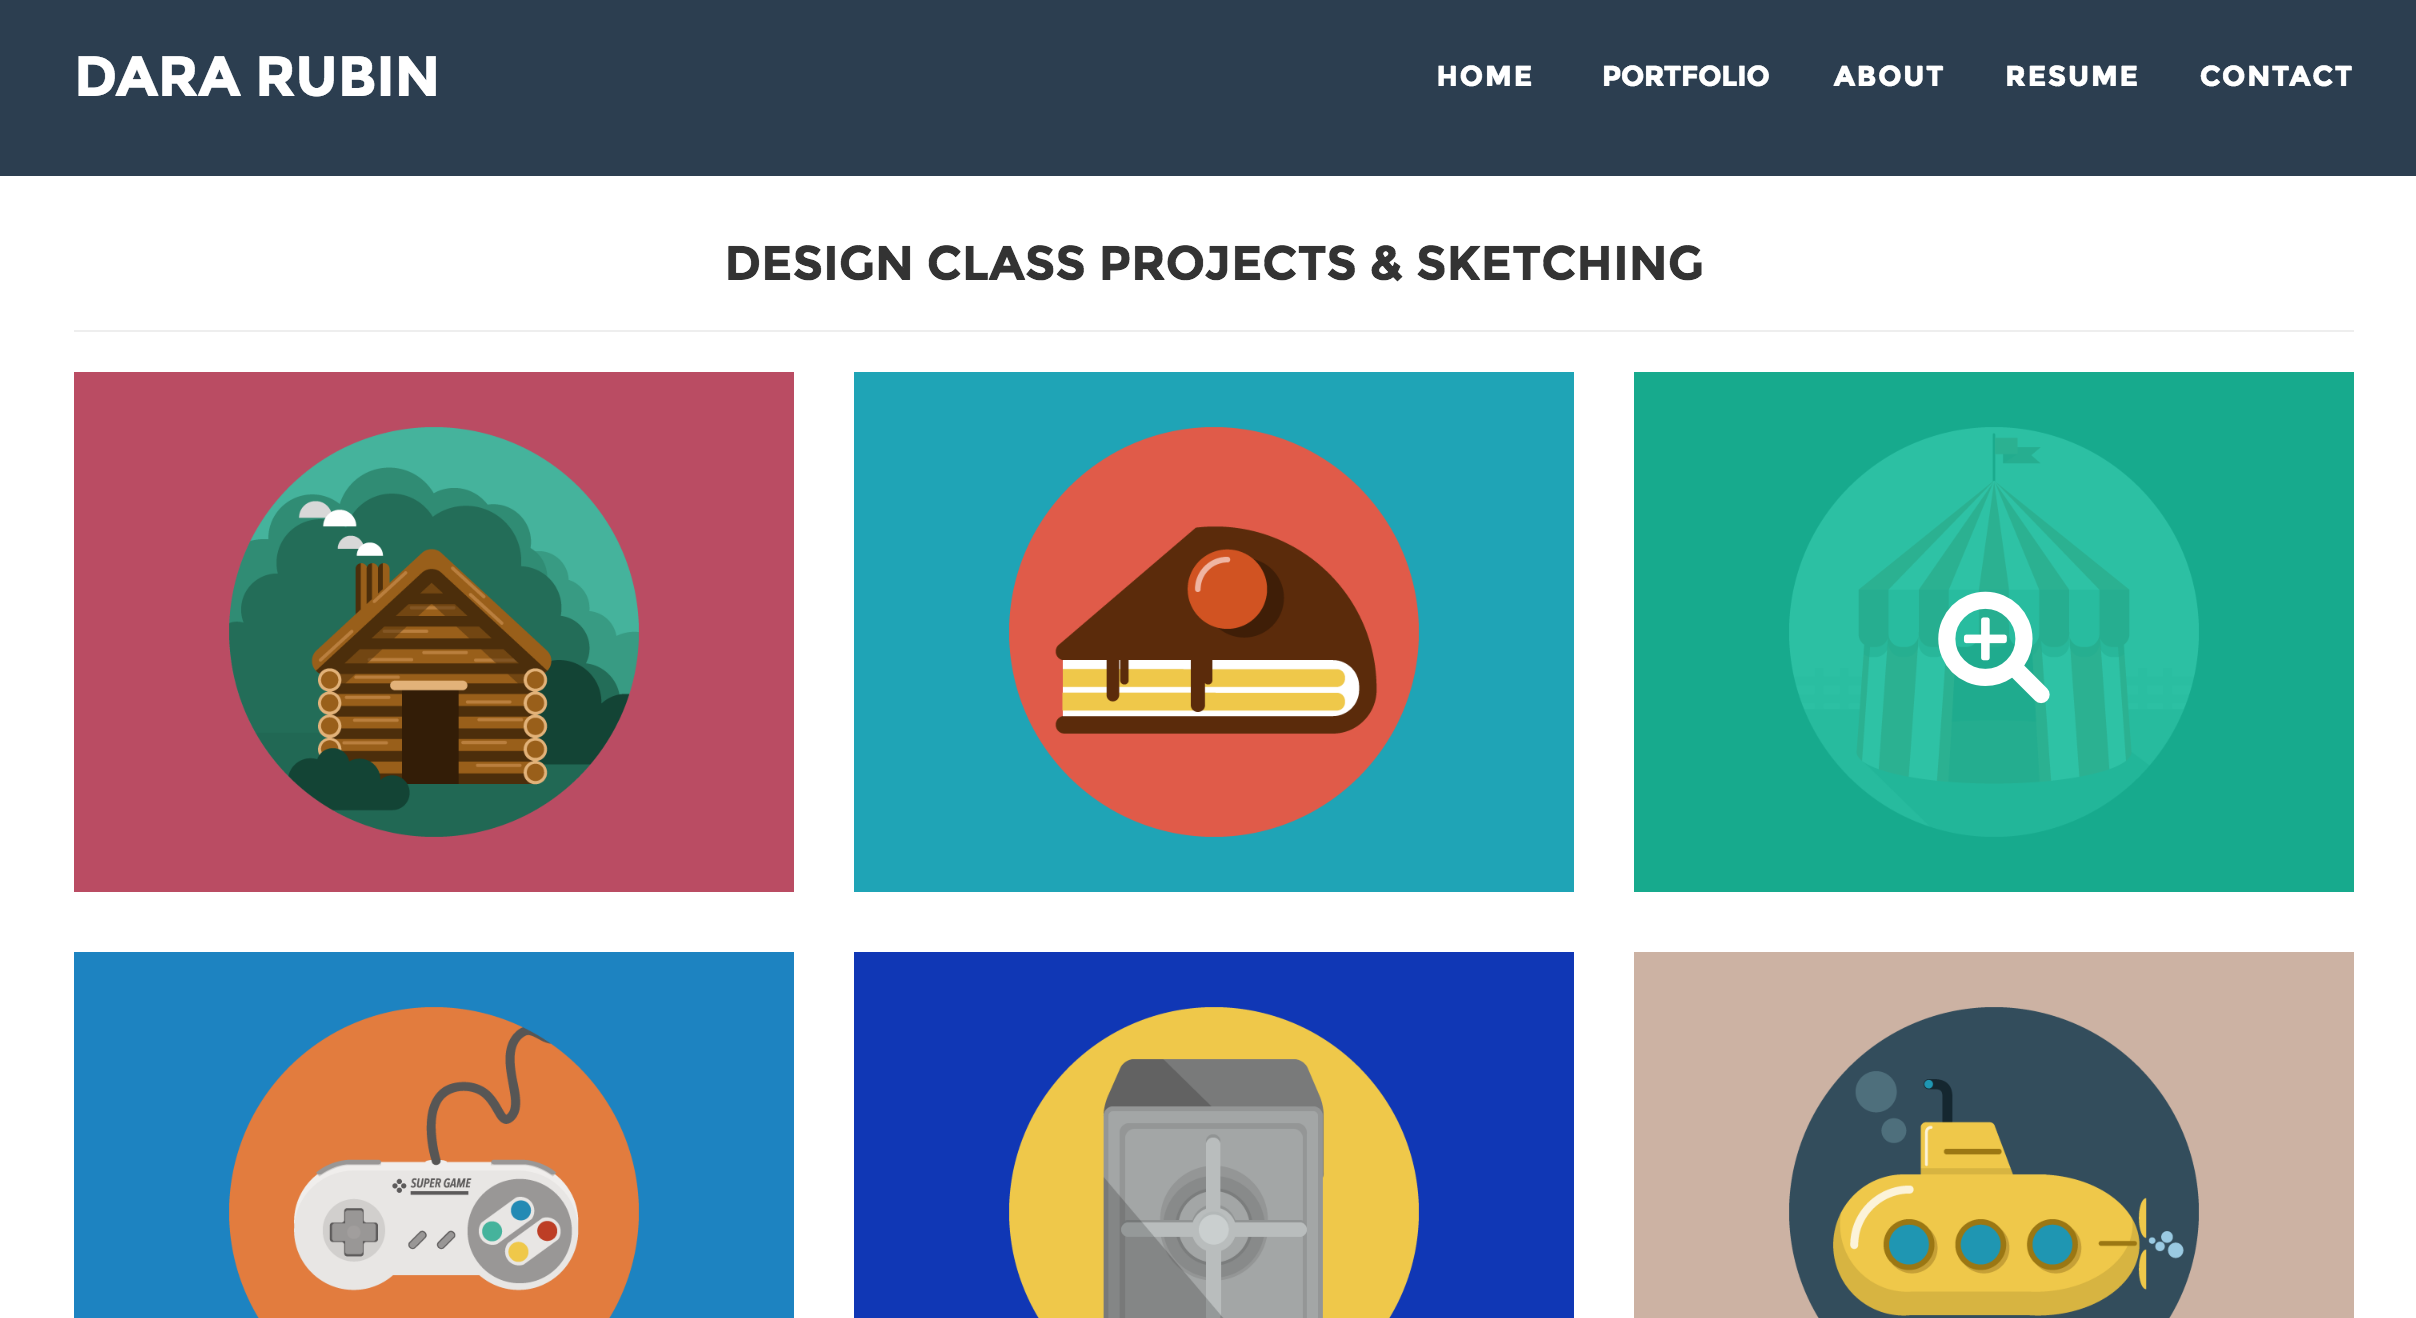 DARA RUBIN
HOME PORTFOLIO ABOUT RESUME CONTACT
DESIGN CLASS PROJECTS & SKETCHING
SUPER GAME